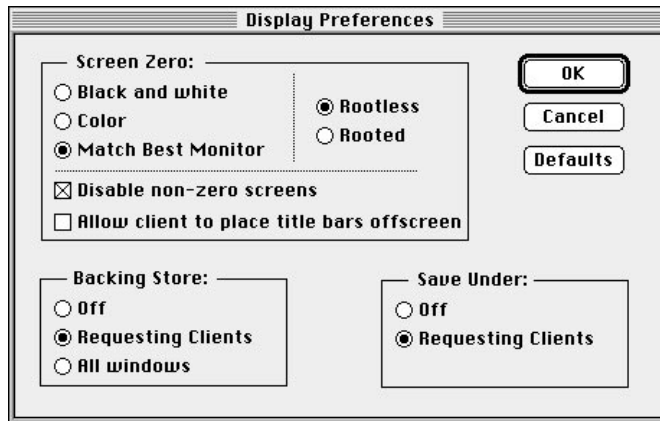 Display Preferences
Screen Zero:
Black and white
Color
Match Best Monitor
Rootless
Rooted
Disable non-zero screens
Allow client to place title bars offscreen
OK
Cancel
Defaults
Backing Store:
Off
Requesting Clients
All windows
Save Under:
Off
Requesting Clients